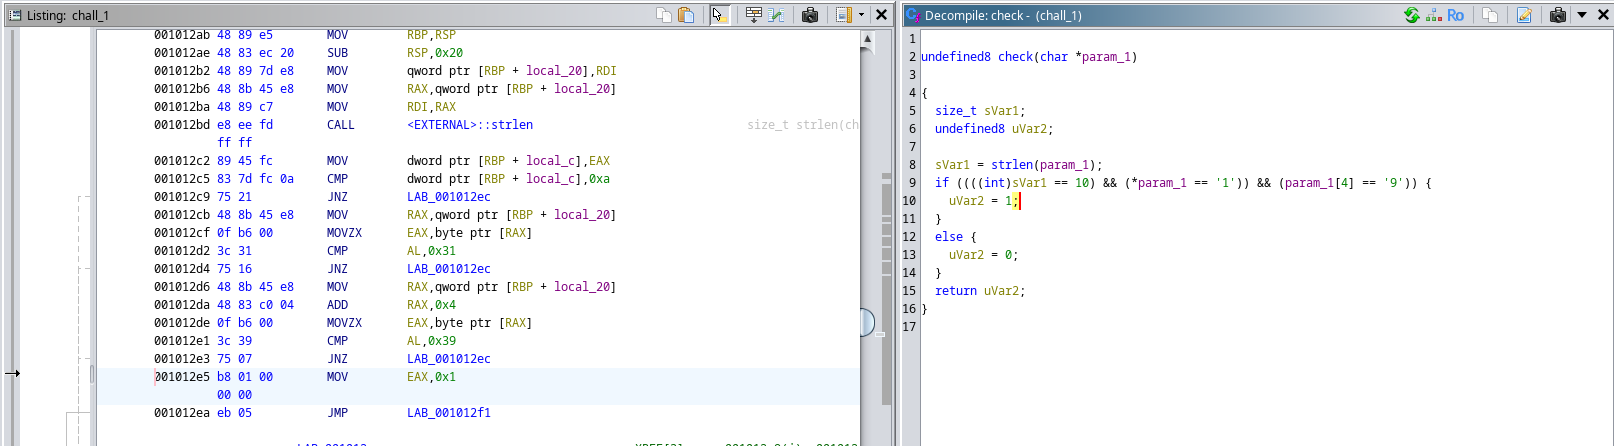 Listing: chall_1
001012ab 48 89 e5 MOV RBP,RSP
001012ae 48 83 ec 20 SUB RSP,0x20
001012b2 48 89 7d e8 MOV qword ptr [RBP + local_20],RDI
001012b6 48 8b 45 e8 MOV RAX,qword ptr [RBP + local_20]
001012ba 48 89 c7 MOV RDI,RAX
001012bd e8 ee fd CALL <EXTERNAL>::strlen size_t strlen(ch
ff ff
001012c2 89 45 fc MOV dword ptr [RBP + local_c],EAX
001012c5 83 7d fc 0a CMP dword ptr [RBP + local_c],0xa
001012c9 75 21 JNZ LAB_001012ec
001012cb 48 8b 45 e8 MOV RAX,qword ptr [RBP + local_20]
001012cf 0f b6 00 MOVZX EAX,byte ptr [RAX]
001012d2 3c 31 CMP AL,0x31
001012d4 75 16 JNZ LAB_001012ec
001012d6 48 8b 45 e8 MOV RAX,qword ptr [RBP + local_20]
001012da 48 83 c0 04 ADD RAX,0x4
001012de 0f b6 00 MOVZX EAX,byte ptr [RAX]
001012e1 3c 39 CMP AL,0x39
001012e3 75 07 JNZ LAB_001012ec
001012e5 b8 01 00 MOV EAX,0x1
00 00
001012ea eb 05 JMP LAB_001012f1
Decompile: check - (chall_1)
Ro
1
2 undefined8 check(char *param_1)
3
4 {
5 size_t sVar1;
6 undefined8 uVar2;
7
8 sVar1 = strlen(param_1);
9 if ((((int)sVar1 == 10) && (*param_1 == '1')) && (param_1[4] == '9')) {
10 uVar2 = 1;
11 }
12 else {
13 uVar2 = 0;
14 }
15 return uVar2;
16 }
17